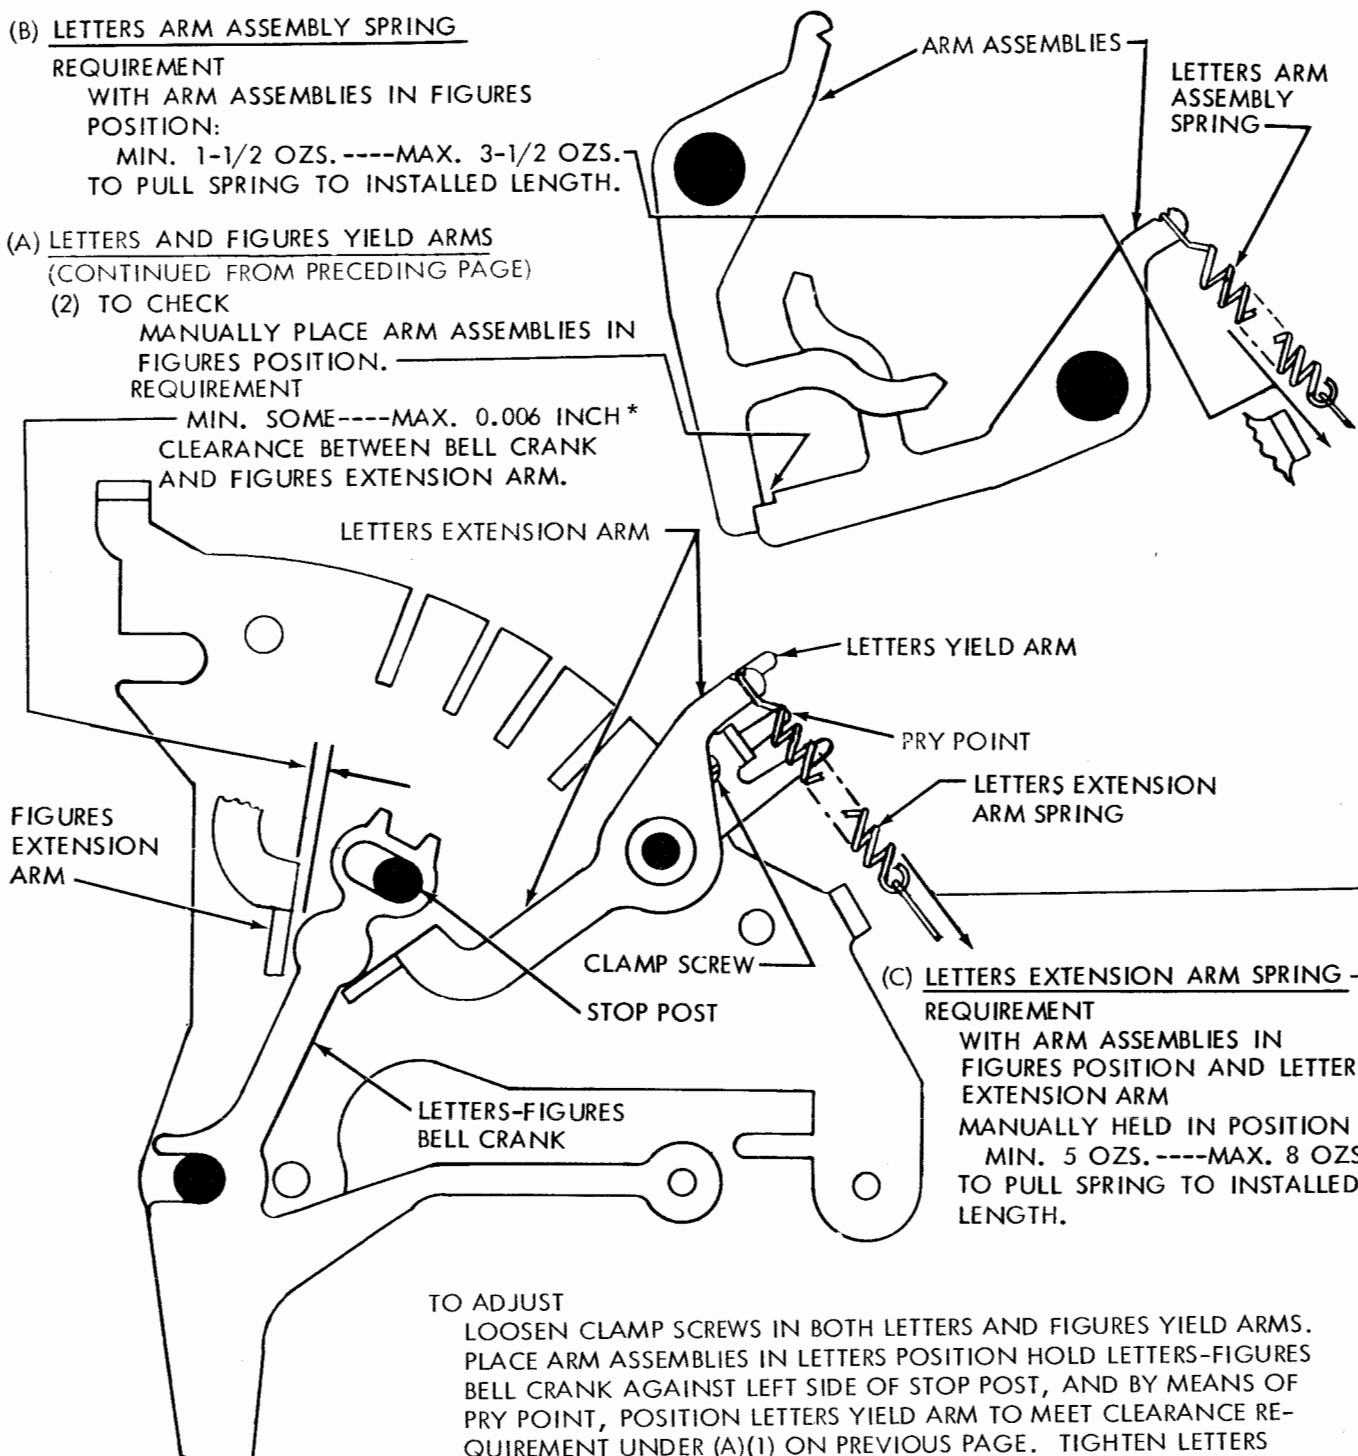 (B) LETTERS ARM ASSEMBLY SPRING
REQUIREMENT
WITH ARM ASSEMBLIES IN FIGURES
POSITION:
MIN. 1-1/2 OZS.----MAX. 3-1/2 OZS.
TO PULL SPRING TO INSTALLED LENGTH.
ARM ASSEMBLIES
LETTERS ARM
ASSEMBLY
SPRING
(A) LETTERS AND FIGURES YIELD ARMS
(CONTINUED FROM PRECEDING PAGE)
(2) TO CHECK
MANUALLY PLACE ARM ASSEMBLIES IN
FIGURES POSITION.
REQUIREMENT
MIN. SOME----MAX. 0.006 INCH*
CLEARANCE BETWEEN BELL CRANK
AND FIGURES EXTENSION ARM.
LETTERS EXTENSION ARM
LETTERS YIELD ARM
PRY POINT
LETTERS EXTENSION
ARM SPRING
FIGURES
EXTENSION
ARM
CLAMP SCREW
STOP POST
LETTERS-FIGURES
BELL CRANK
(C) LETTERS EXTENSION ARM SPRING
REQUIREMENT
WITH ARM ASSEMBLIES IN
FIGURES POSITION AND LETTER
EXTENSION ARM
MANUALLY HELD IN POSITION
MIN. 5 OZS.----MAX. 8 OZS
TO PULL SPRING TO INSTALLED
LENGTH.
TO ADJUST
LOOSEN CLAMP SCREWS IN BOTH LETTERS AND FIGURES YIELD ARMS.
PLACE ARM ASSEMBLIES IN LETTERS POSITION HOLD LETTERS-FIGURES
BELL CRANK AGAINST LEFT SIDE OF STOP POST, AND BY MEANS OF
PRY POINT, POSITION LETTERS YIELD ARM TO MEET CLEARANCE RE-
QUIREMENT UNDER (A)(1) ON PREVIOUS PAGE. TIGHTEN LETTERS